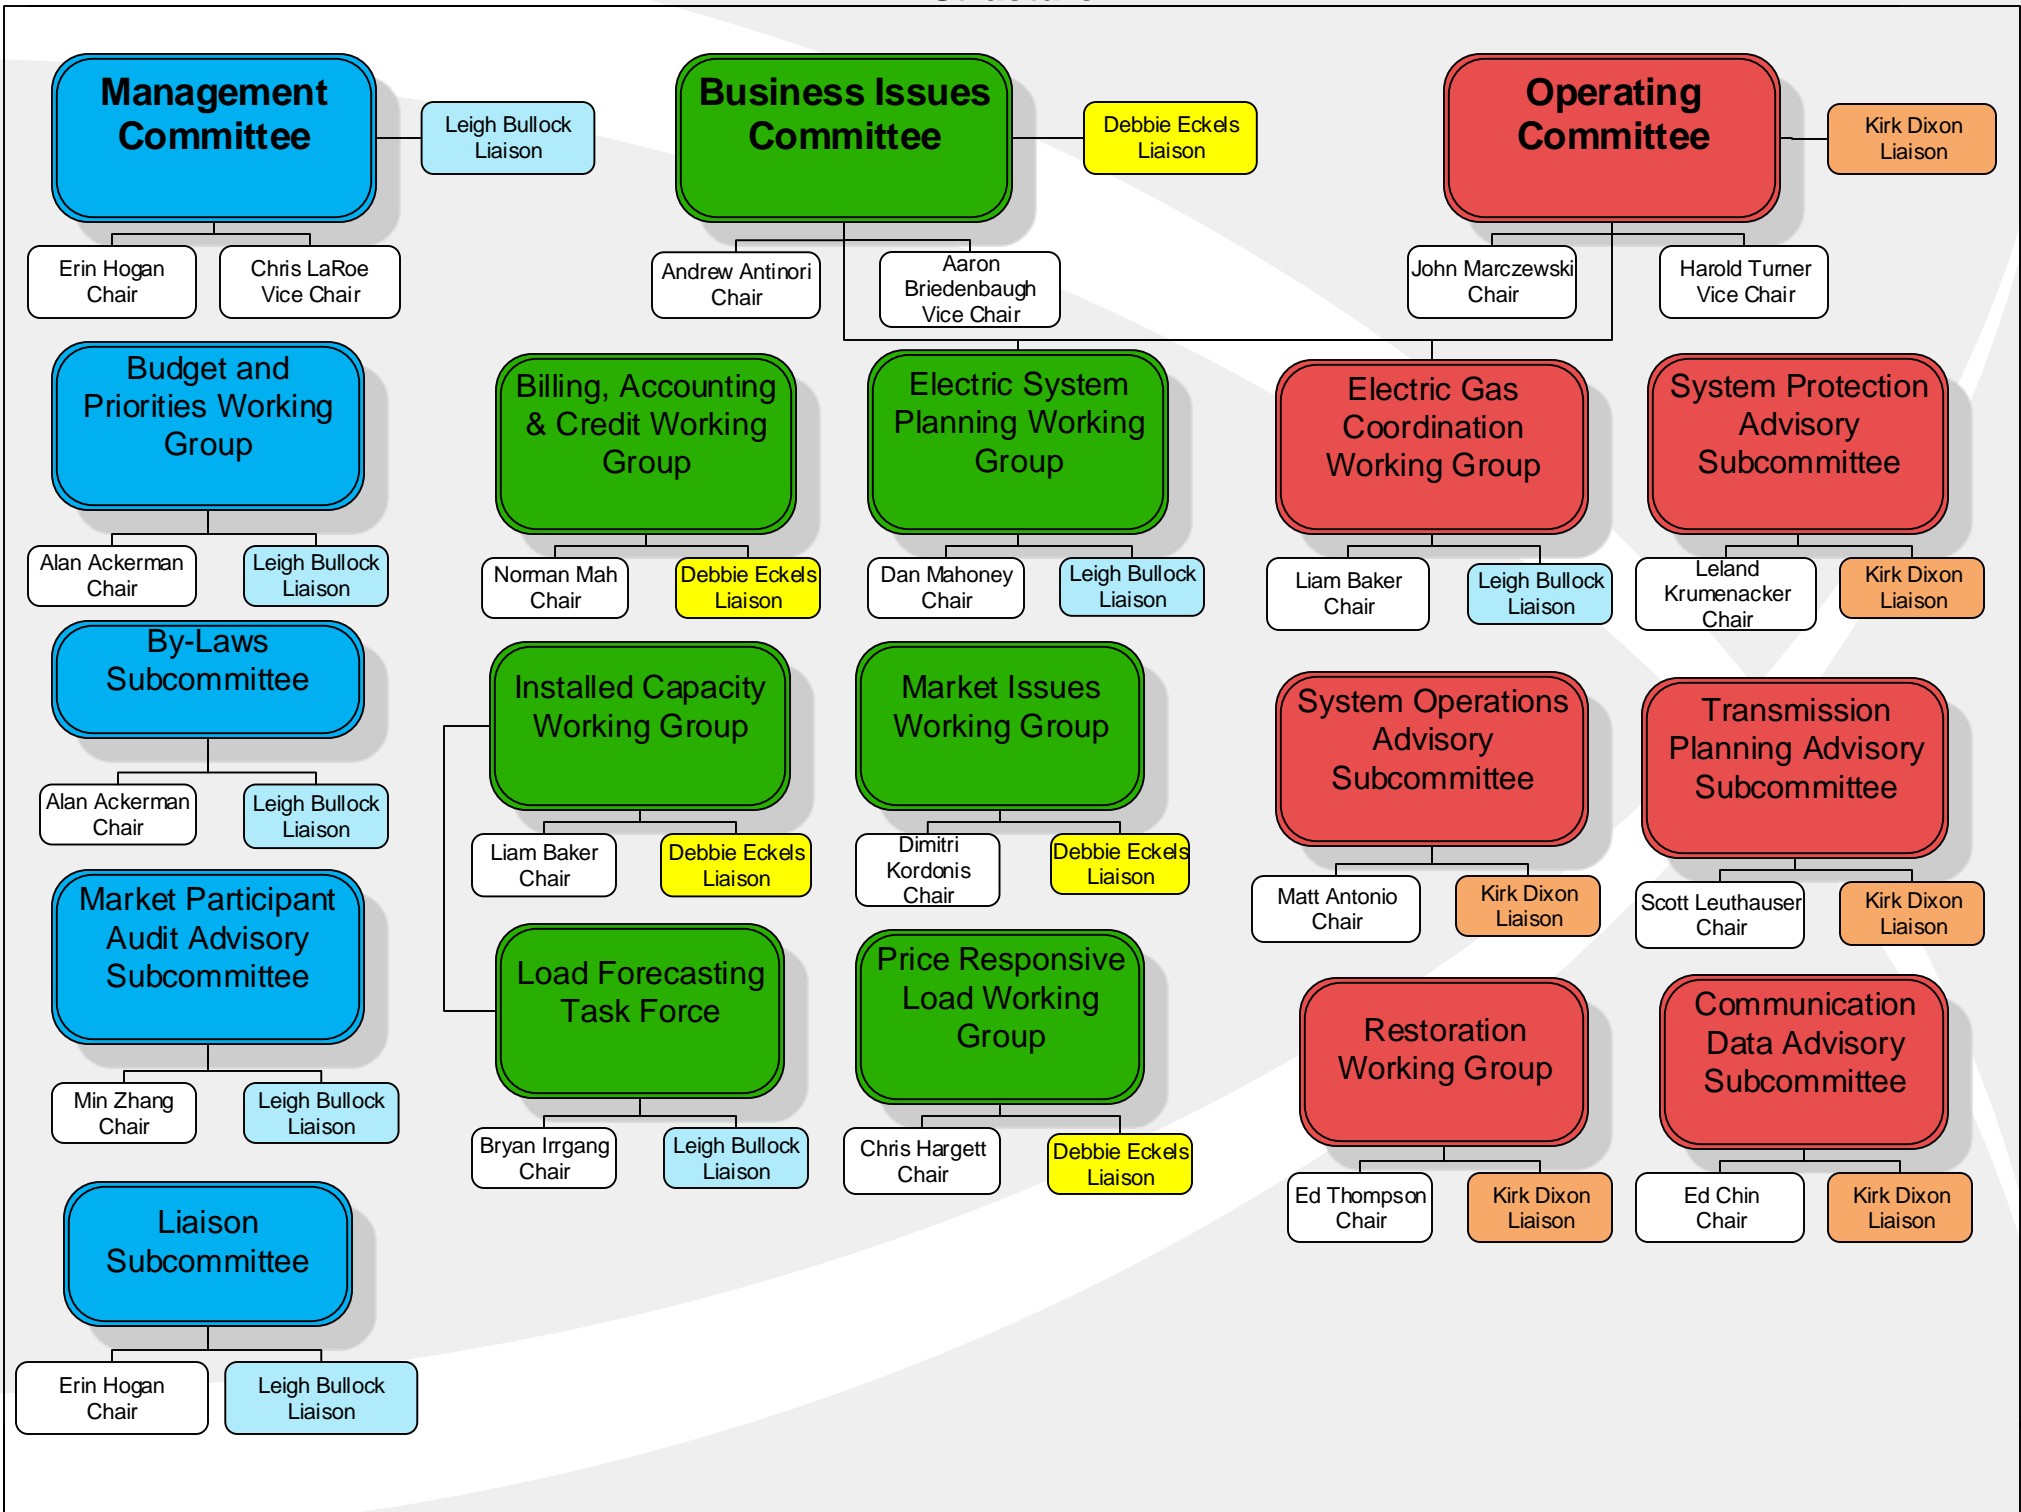 Management
Committee
Leigh Bullock
Liaison
Erin Hogan
Chair
Chris LaRoe
Vice Chair
Business Issues
Committee
Debbie Eckels
Liaison
Andrew Antinori
Chair
Aaron
Briedenbaugh
Vice Chair
Operating
Committee
Kirk Dixon
Liaison
John Marczewski
Chair
Harold Turner
Vice Chair
Budget and
Priorities Working
Group
Alan Ackerman
Chair
Leigh Bullock
Liaison
Billing, Accounting
& Credit Working
Group
Norman Mah
Chair
Debbie Eckels
Liaison
Electric System
Planning Working
Group
Dan Mahoney
Chair
Leigh Bullock
Liaison
Electric Gas
Coordination
Working Group
Liam Baker
Chair
Leigh Bullock
Liaison
System Protection
Advisory
Subcommittee
Leland
Krumenacker
Chair
Kirk Dixon
Liaison
By-Laws
Subcommittee
Alan Ackerman
Chair
Leigh Bullock
Liaison
Installed Capacity
Working Group
Liam Baker
Chair
Debbie Eckels
Liaison
Market Issues
Working Group
Dimitri
Kordonis
Chair
Debbie Eckels
Liaison
System Operations
Advisory
Subcommittee
Matt Antonio
Chair
Kirk Dixon
Liaison
Transmission
Planning Advisory
Subcommittee
Scott Leuthauser
Chair
Kirk Dixon
Liaison
Market Participant
Audit Advisory
Subcommittee
Min Zhang
Chair
Leigh Bullock
Liaison
Load Forecasting
Task Force
Bryan Irrgang
Chair
Leigh Bullock
Liaison
Price Responsive
Load Working
Group
Chris Hargett
Chair
Debbie Eckels
Liaison
Restoration
Working Group
Ed Thompson
Chair
Kirk Dixon
Liaison
Communication
Data Advisory
Subcommittee
Ed Chin
Chair
Kirk Dixon
Liaison
Liaison
Subcommittee
Erin Hogan
Chair
Leigh Bullock
Liaison